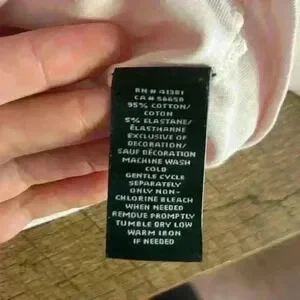 RN # 41381
CA # 56658
95% COTTON/
COTON
5% ELASTANE/
ÉLASTHANNE
EXCLUSIVE OF
DECORATION/
SAUF DÉCORATION
MACHINE WASH
COLD
GENTLE CYCLE
SEPARATELY
ONLY NON-
CHLORINE BLEACH
WHEN NEEDED
REMOVE PROMPTLY
TUMBLE DRY LOW
WARM IRON
IF NEEDED